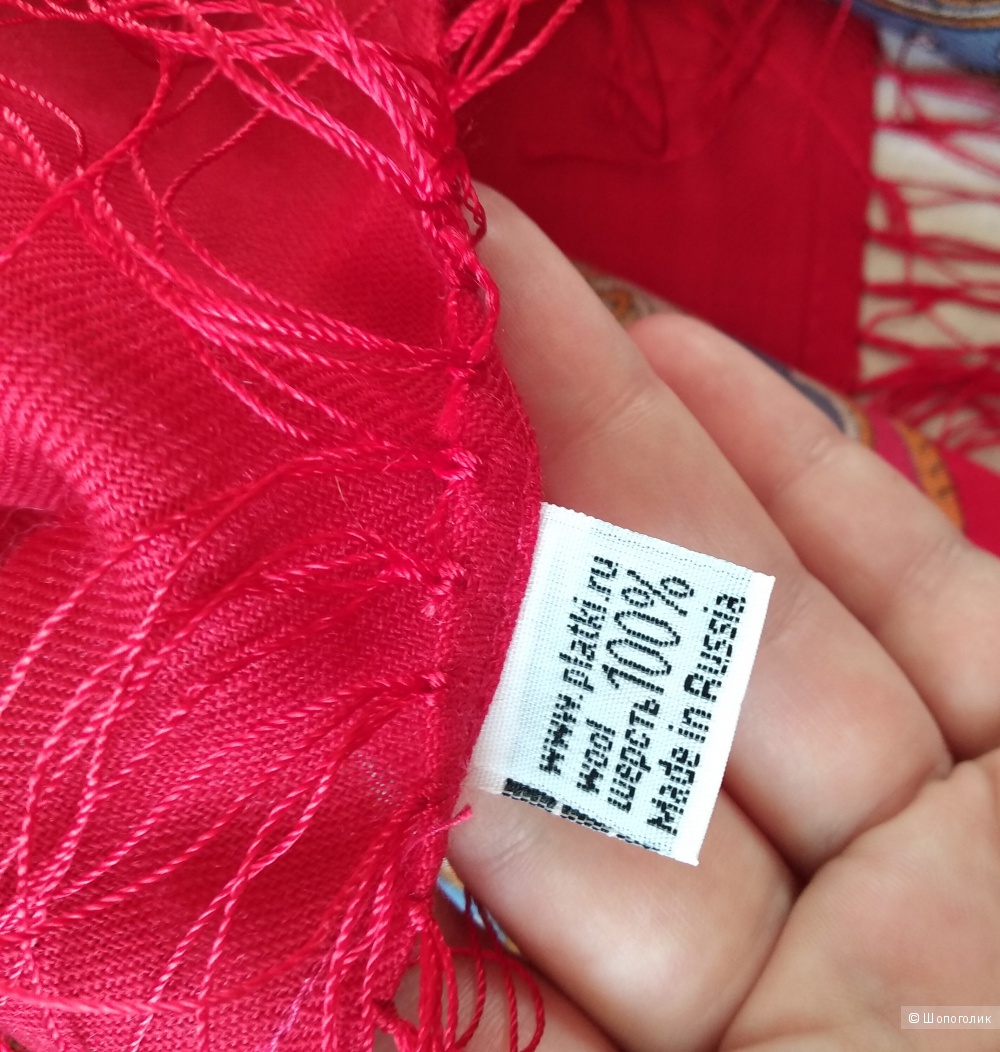 www.platki.ru
wool
шерсть 100%
Made in Russia
© Шопоголик